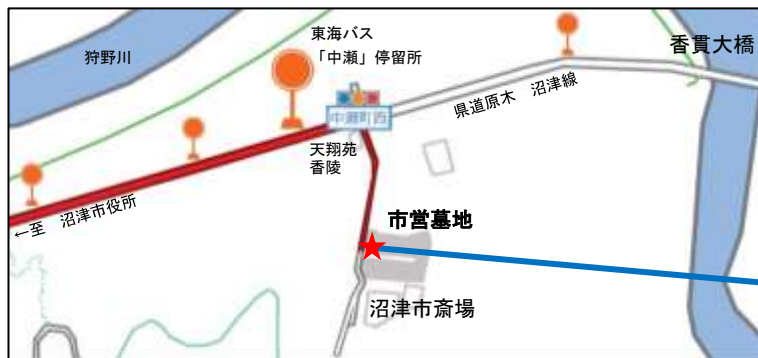 狩野川
東海バス
「中瀬」停留所
香貫大橋
県道原木　沼津線
中瀬町西
天翔苑
香陵
←至　沼津市役所
市営墓地
沼津市斎場